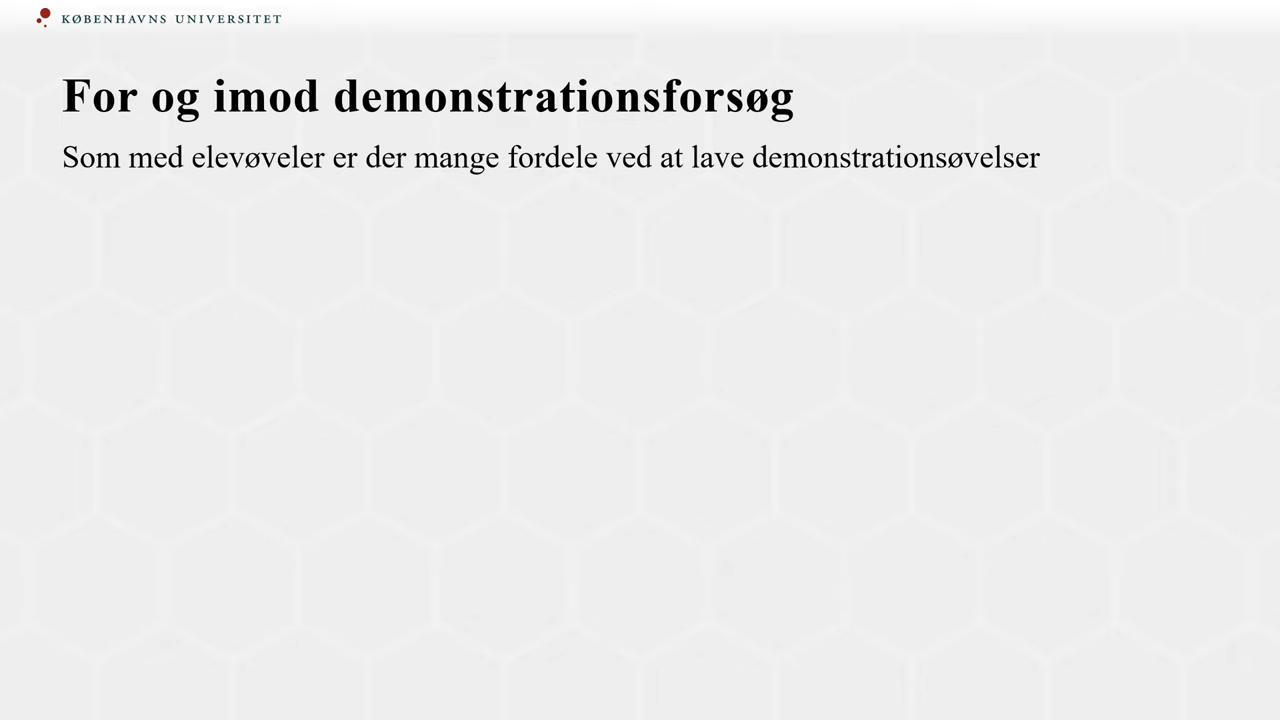 KØBENHAVNS UNIVERSITET
For og imod demonstrationsforsøg
Som med elevøveler er der mange fordele ved at lave demonstrationsøvelser